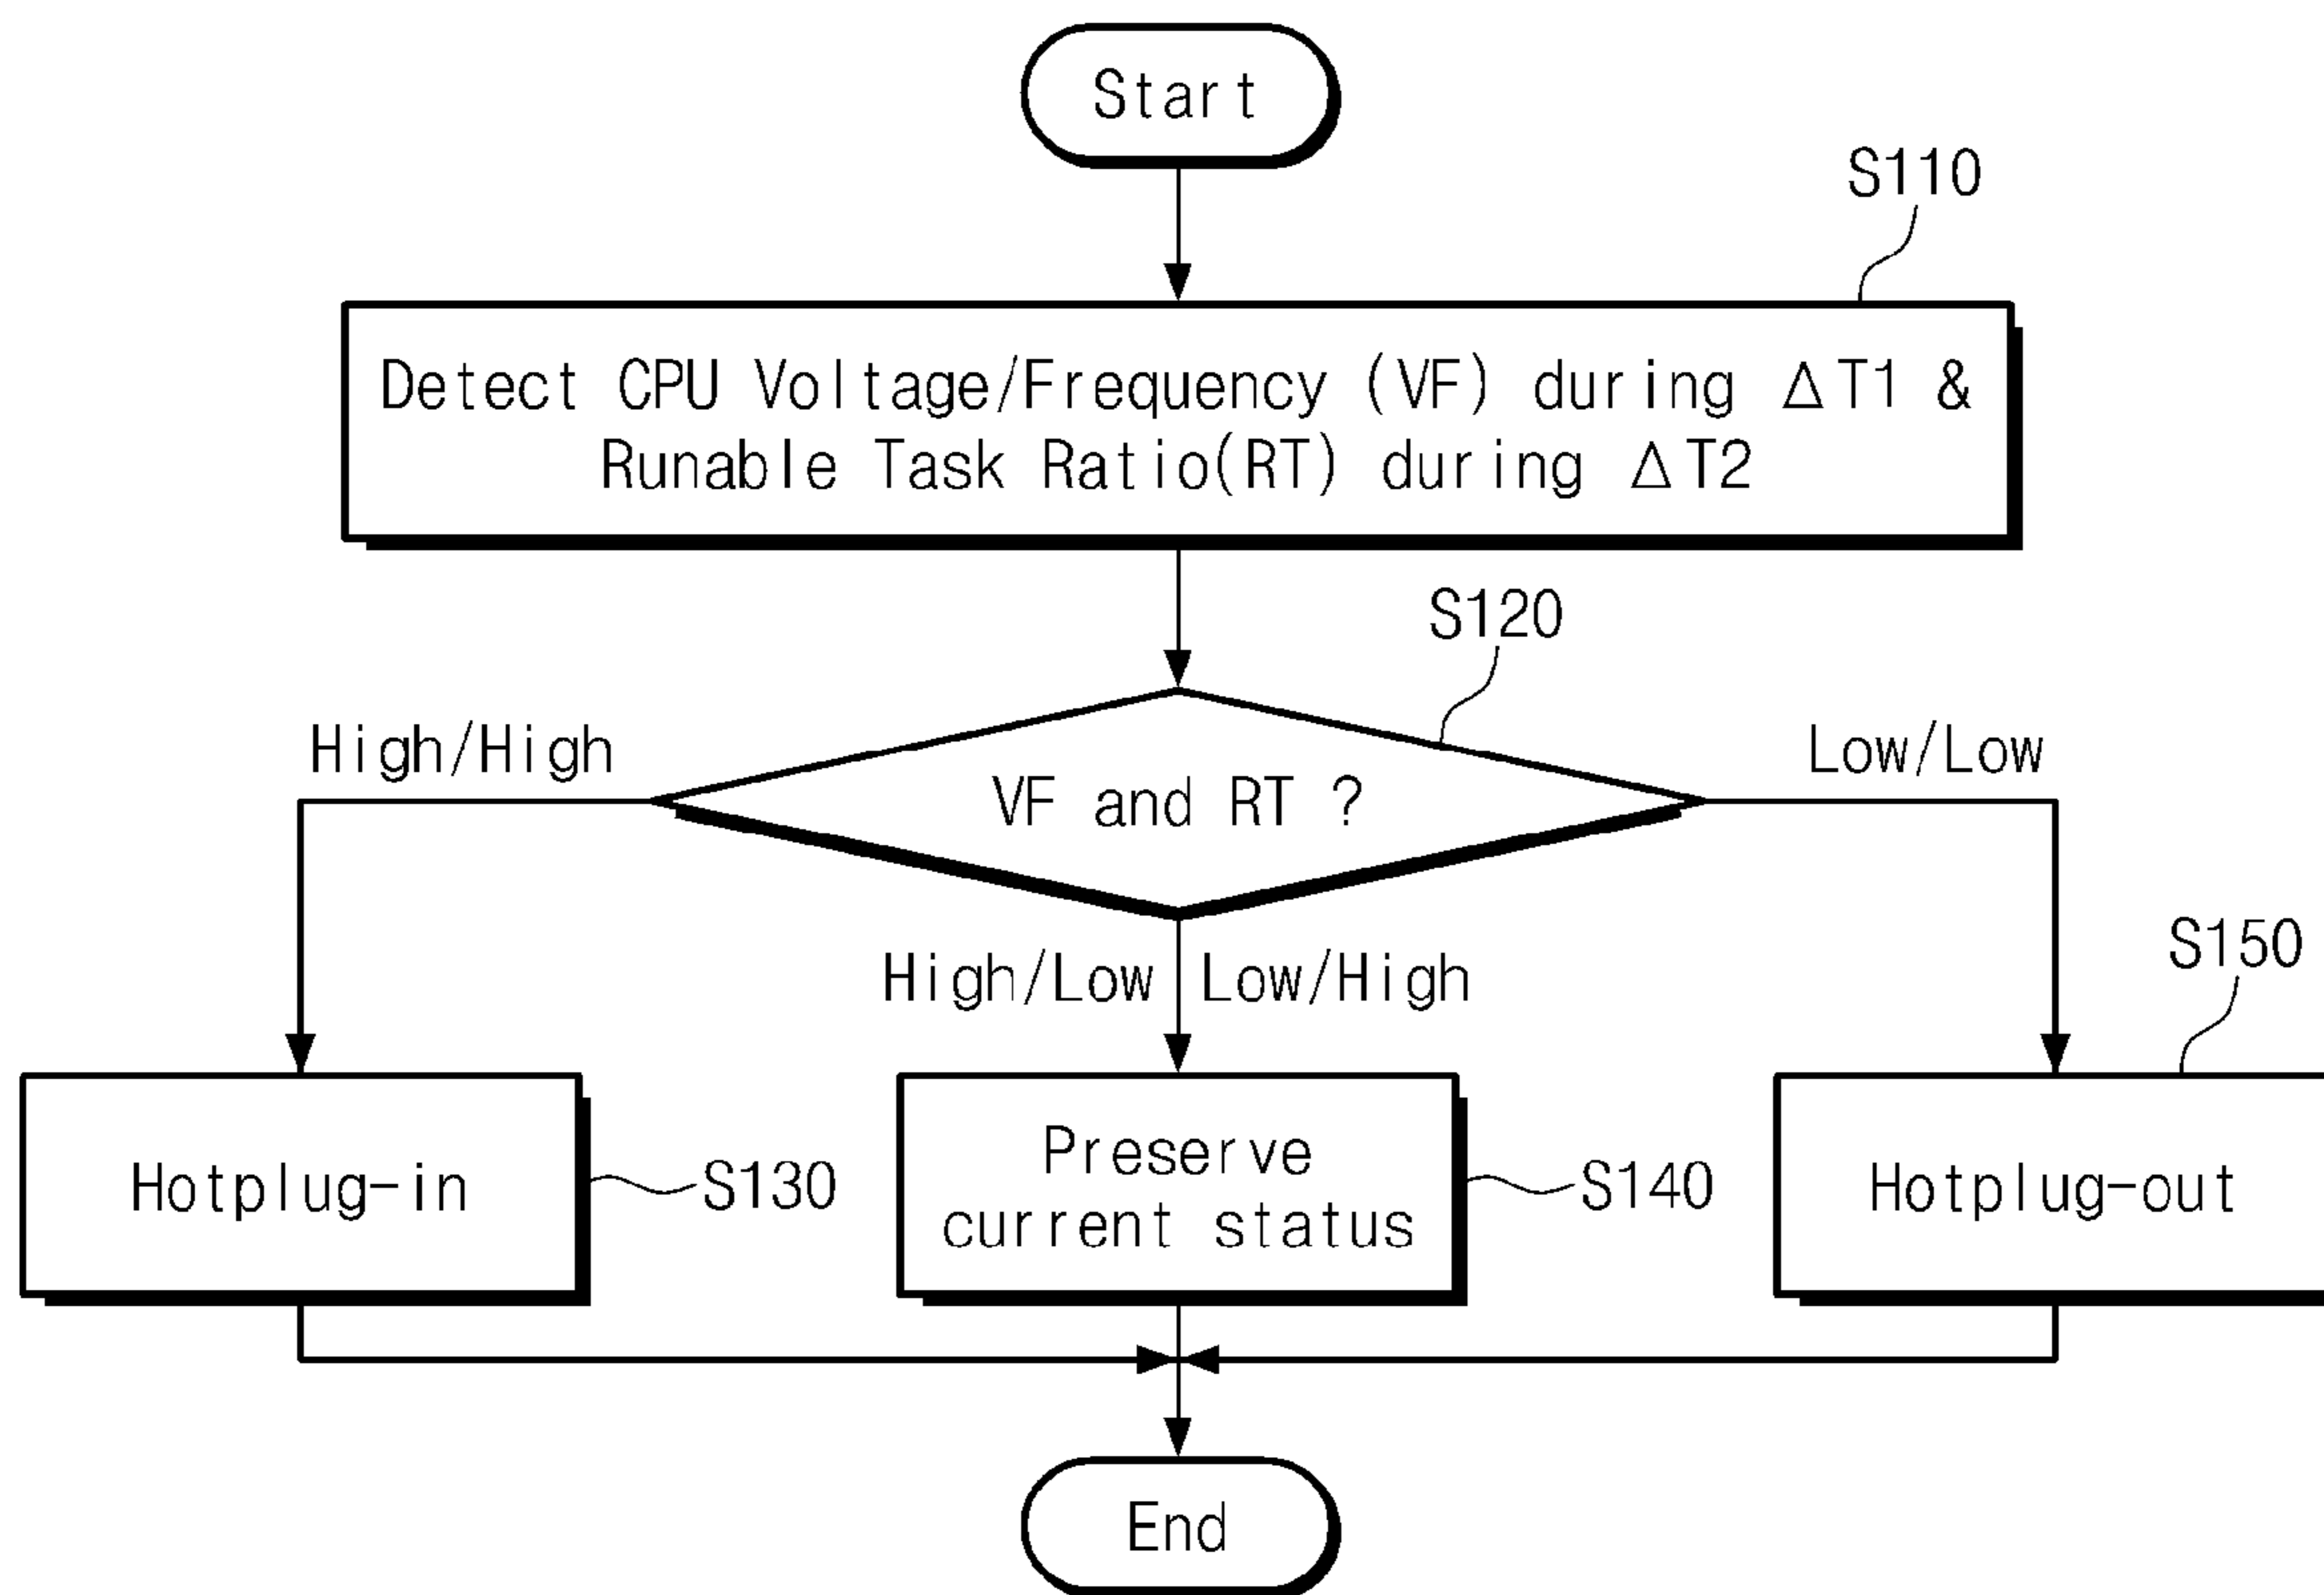 Start
S110
Detect CPU Voltage/Frequency (VF) during ΔT1 &
Runable Task Ratio(RT) during ΔT2
S120
High/High
VF and RT ?
Low/Low
High/Low
Low/High
S150
Hotplug-in
S130
Preserve
current status
S140
Hotplug-out
End